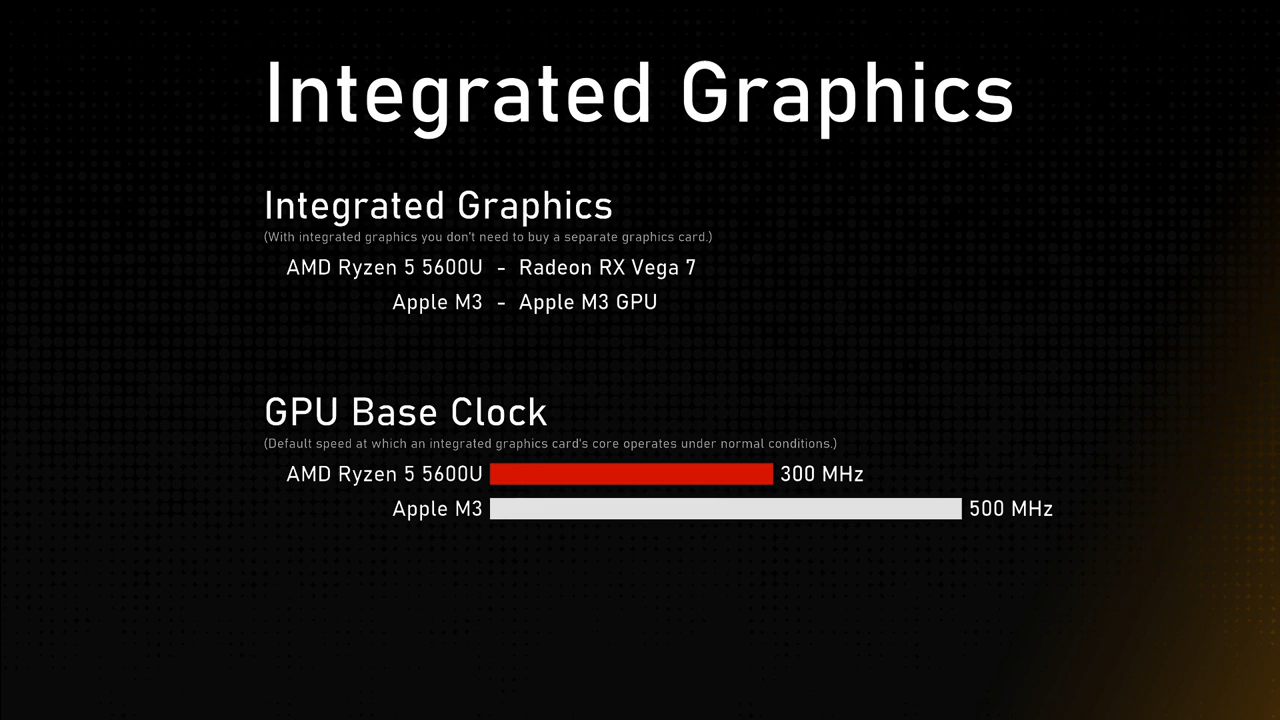 Integrated Graphics
Integrated Graphics
(With integrated graphics you don't need to buy a separate graphics card.)
AMD Ryzen 5 5600U - Radeon RX Vega 7
Apple M3 - Apple M3 GPU
GPU Base Clock
(Default speed at which an integrated graphics card's core operates under normal conditions.)
AMD Ryzen 5 5600U 300 MHz
Apple M3 500 MHz